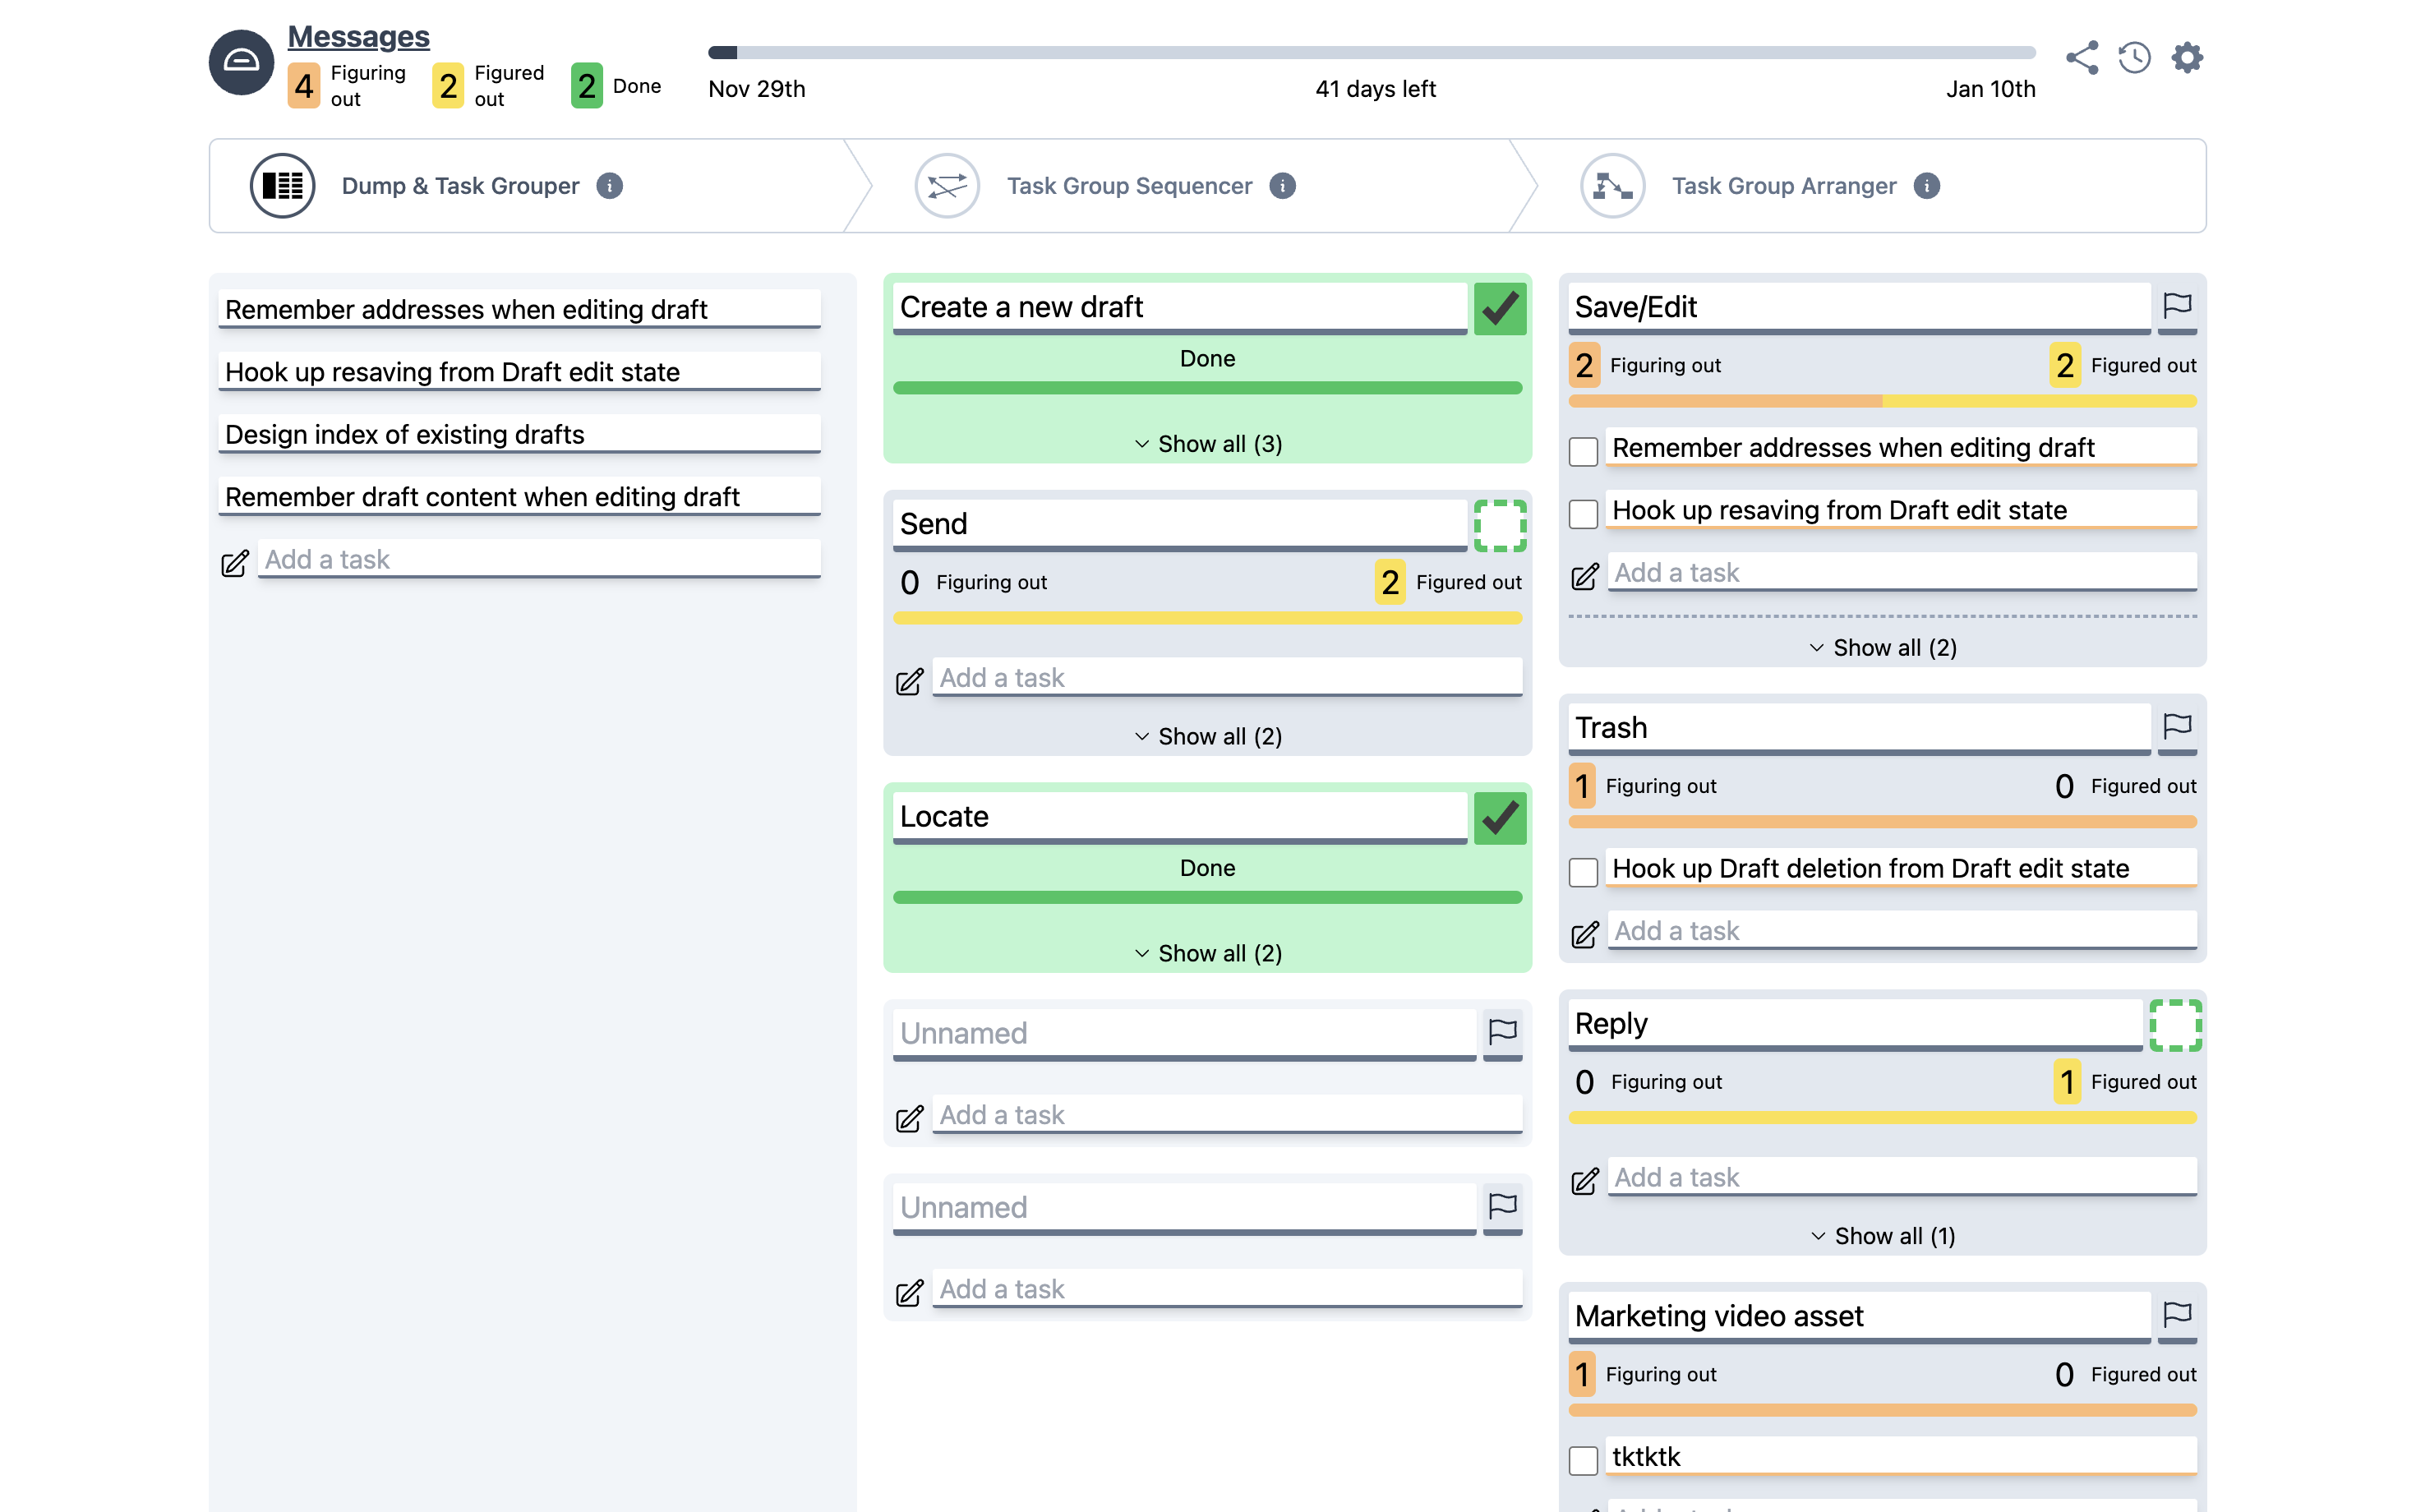 Messages
4 Figuring out
2 Figured out
2 Done
Nov 29th
41 days left
Jan 10th
Dump & Task Grouper
Task Group Sequencer
Task Group Arranger
Remember addresses when editing draft
Hook up resaving from Draft edit state
Design index of existing drafts
Remember draft content when editing draft
Add a task
Create a new draft
Done
Show all (3)
Send
0 Figuring out
2 Figured out
Add a task
Show all (2)
Locate
Done
Show all (2)
Unnamed
Add a task
Unnamed
Add a task
Save/Edit
2 Figuring out
2 Figured out
Remember addresses when editing draft
Hook up resaving from Draft edit state
Add a task
Show all (2)
Trash
1 Figuring out
0 Figured out
Hook up Draft deletion from Draft edit state
Add a task
Reply
0 Figuring out
1 Figured out
Add a task
Show all (1)
Marketing video asset
1 Figuring out
0 Figured out
tktktk